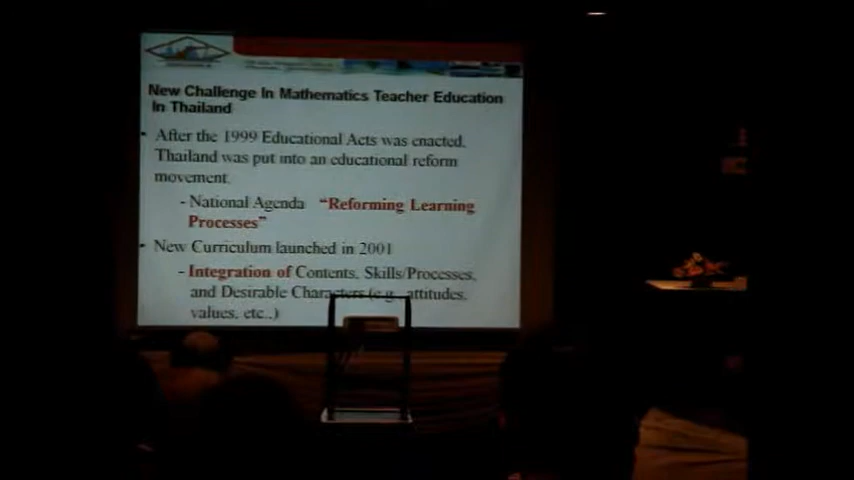 New Challenge In Mathematics Teacher Education
In Thailand
• After the 1999 Educational Acts was enacted,
Thailand was put into an educational reform
movement.
- National Agenda "Reforming Learning
Processes"
• New Curriculum launched in 2001
- Integration of Contents, Skills/Processes,
and Desirable Characters (e.g., attitudes,
values, etc.,)